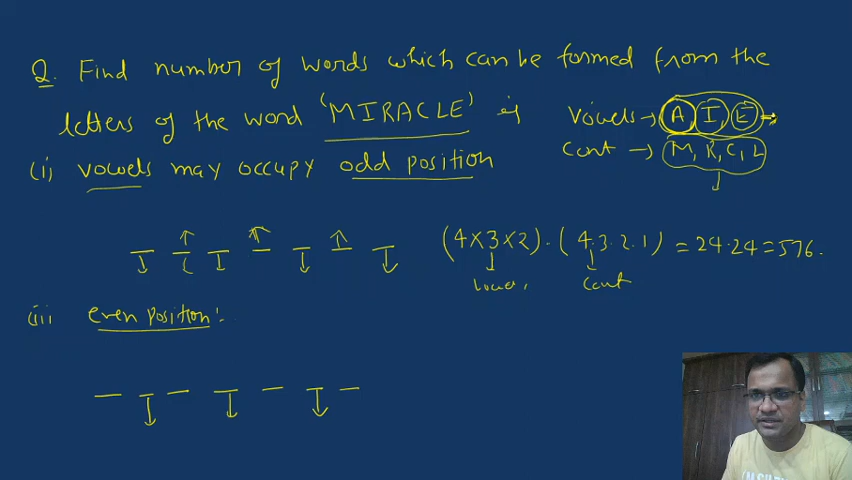 Q. Find number of words which can be formed from the
letters of the word 'MIRACLE' if
Vowels → A, I, E →
Cont → M, R, C, L
(i) vowels may occupy odd position
(4×3×2).(4.3.2.1) = 24.24 = 576.
Cont
(ii) even position: